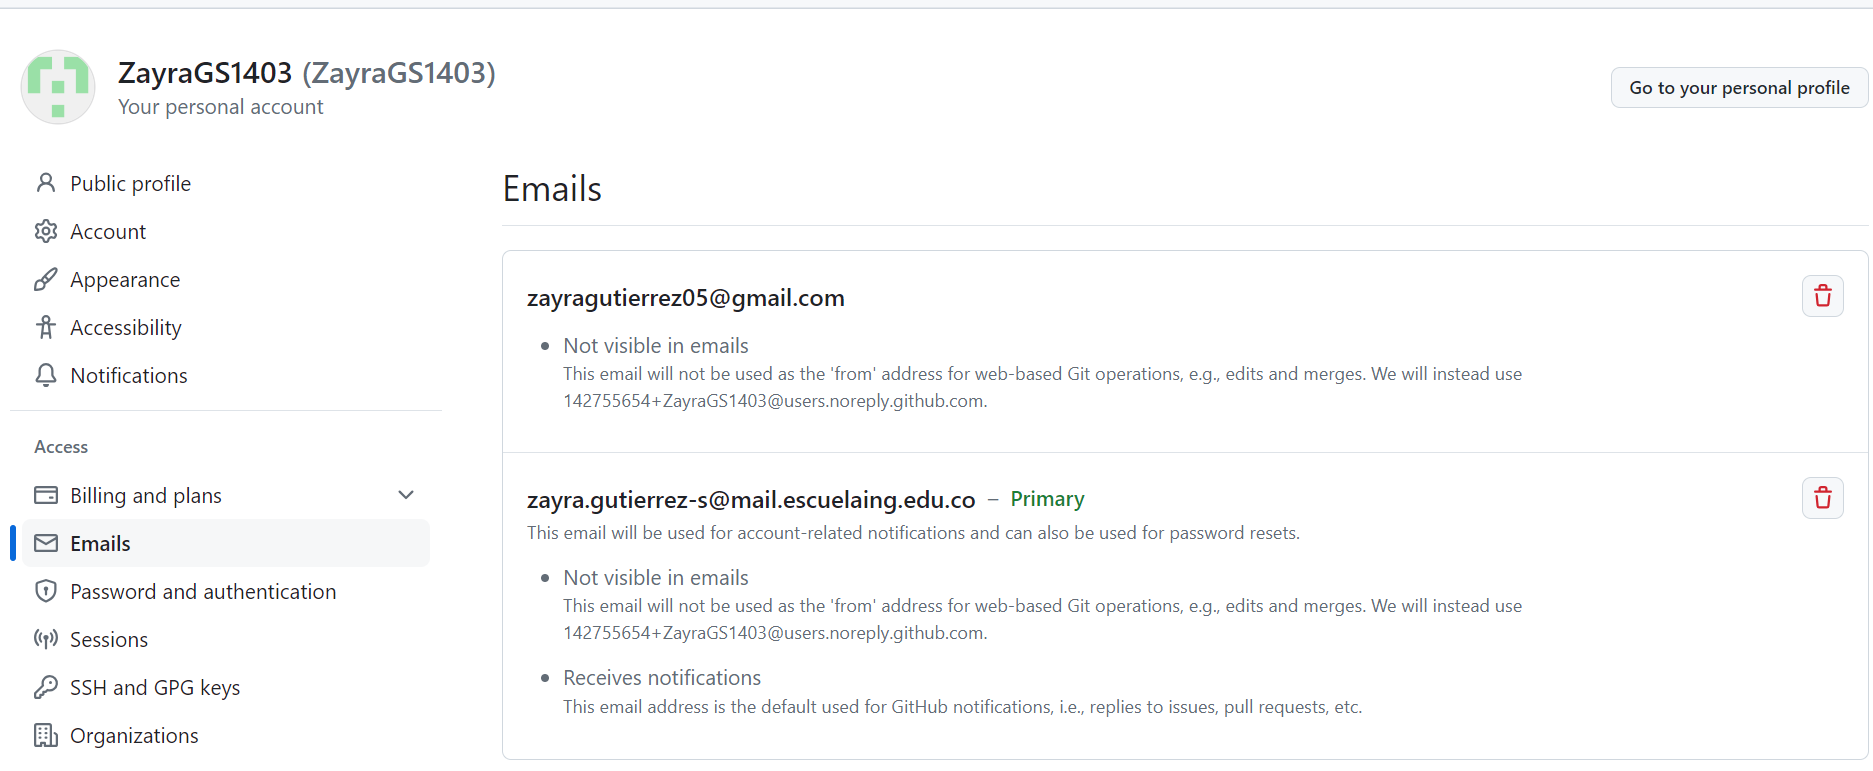 ZayraGS1403 (ZayraGS1403)
Your personal account
Go to your personal profile
Public profile
Account
Appearance
Accessibility
Notifications
Access
Billing and plans
Emails
Password and authentication
Sessions
SSH and GPG keys
Organizations
Emails
zayragutierrez05@gmail.com
Not visible in emails
This email will not be used as the 'from' address for web-based Git operations, e.g., edits and merges. We will instead use
142755654+ZayraGS1403@users.noreply.github.com.
zayra.gutierrez-s@mail.escuelaing.edu.co – Primary
This email will be used for account-related notifications and can also be used for password resets.
Not visible in emails
This email will not be used as the 'from' address for web-based Git operations, e.g., edits and merges. We will instead use
142755654+ZayraGS1403@users.noreply.github.com.
Receives notifications
This email address is the default used for GitHub notifications, i.e., replies to issues, pull requests, etc.